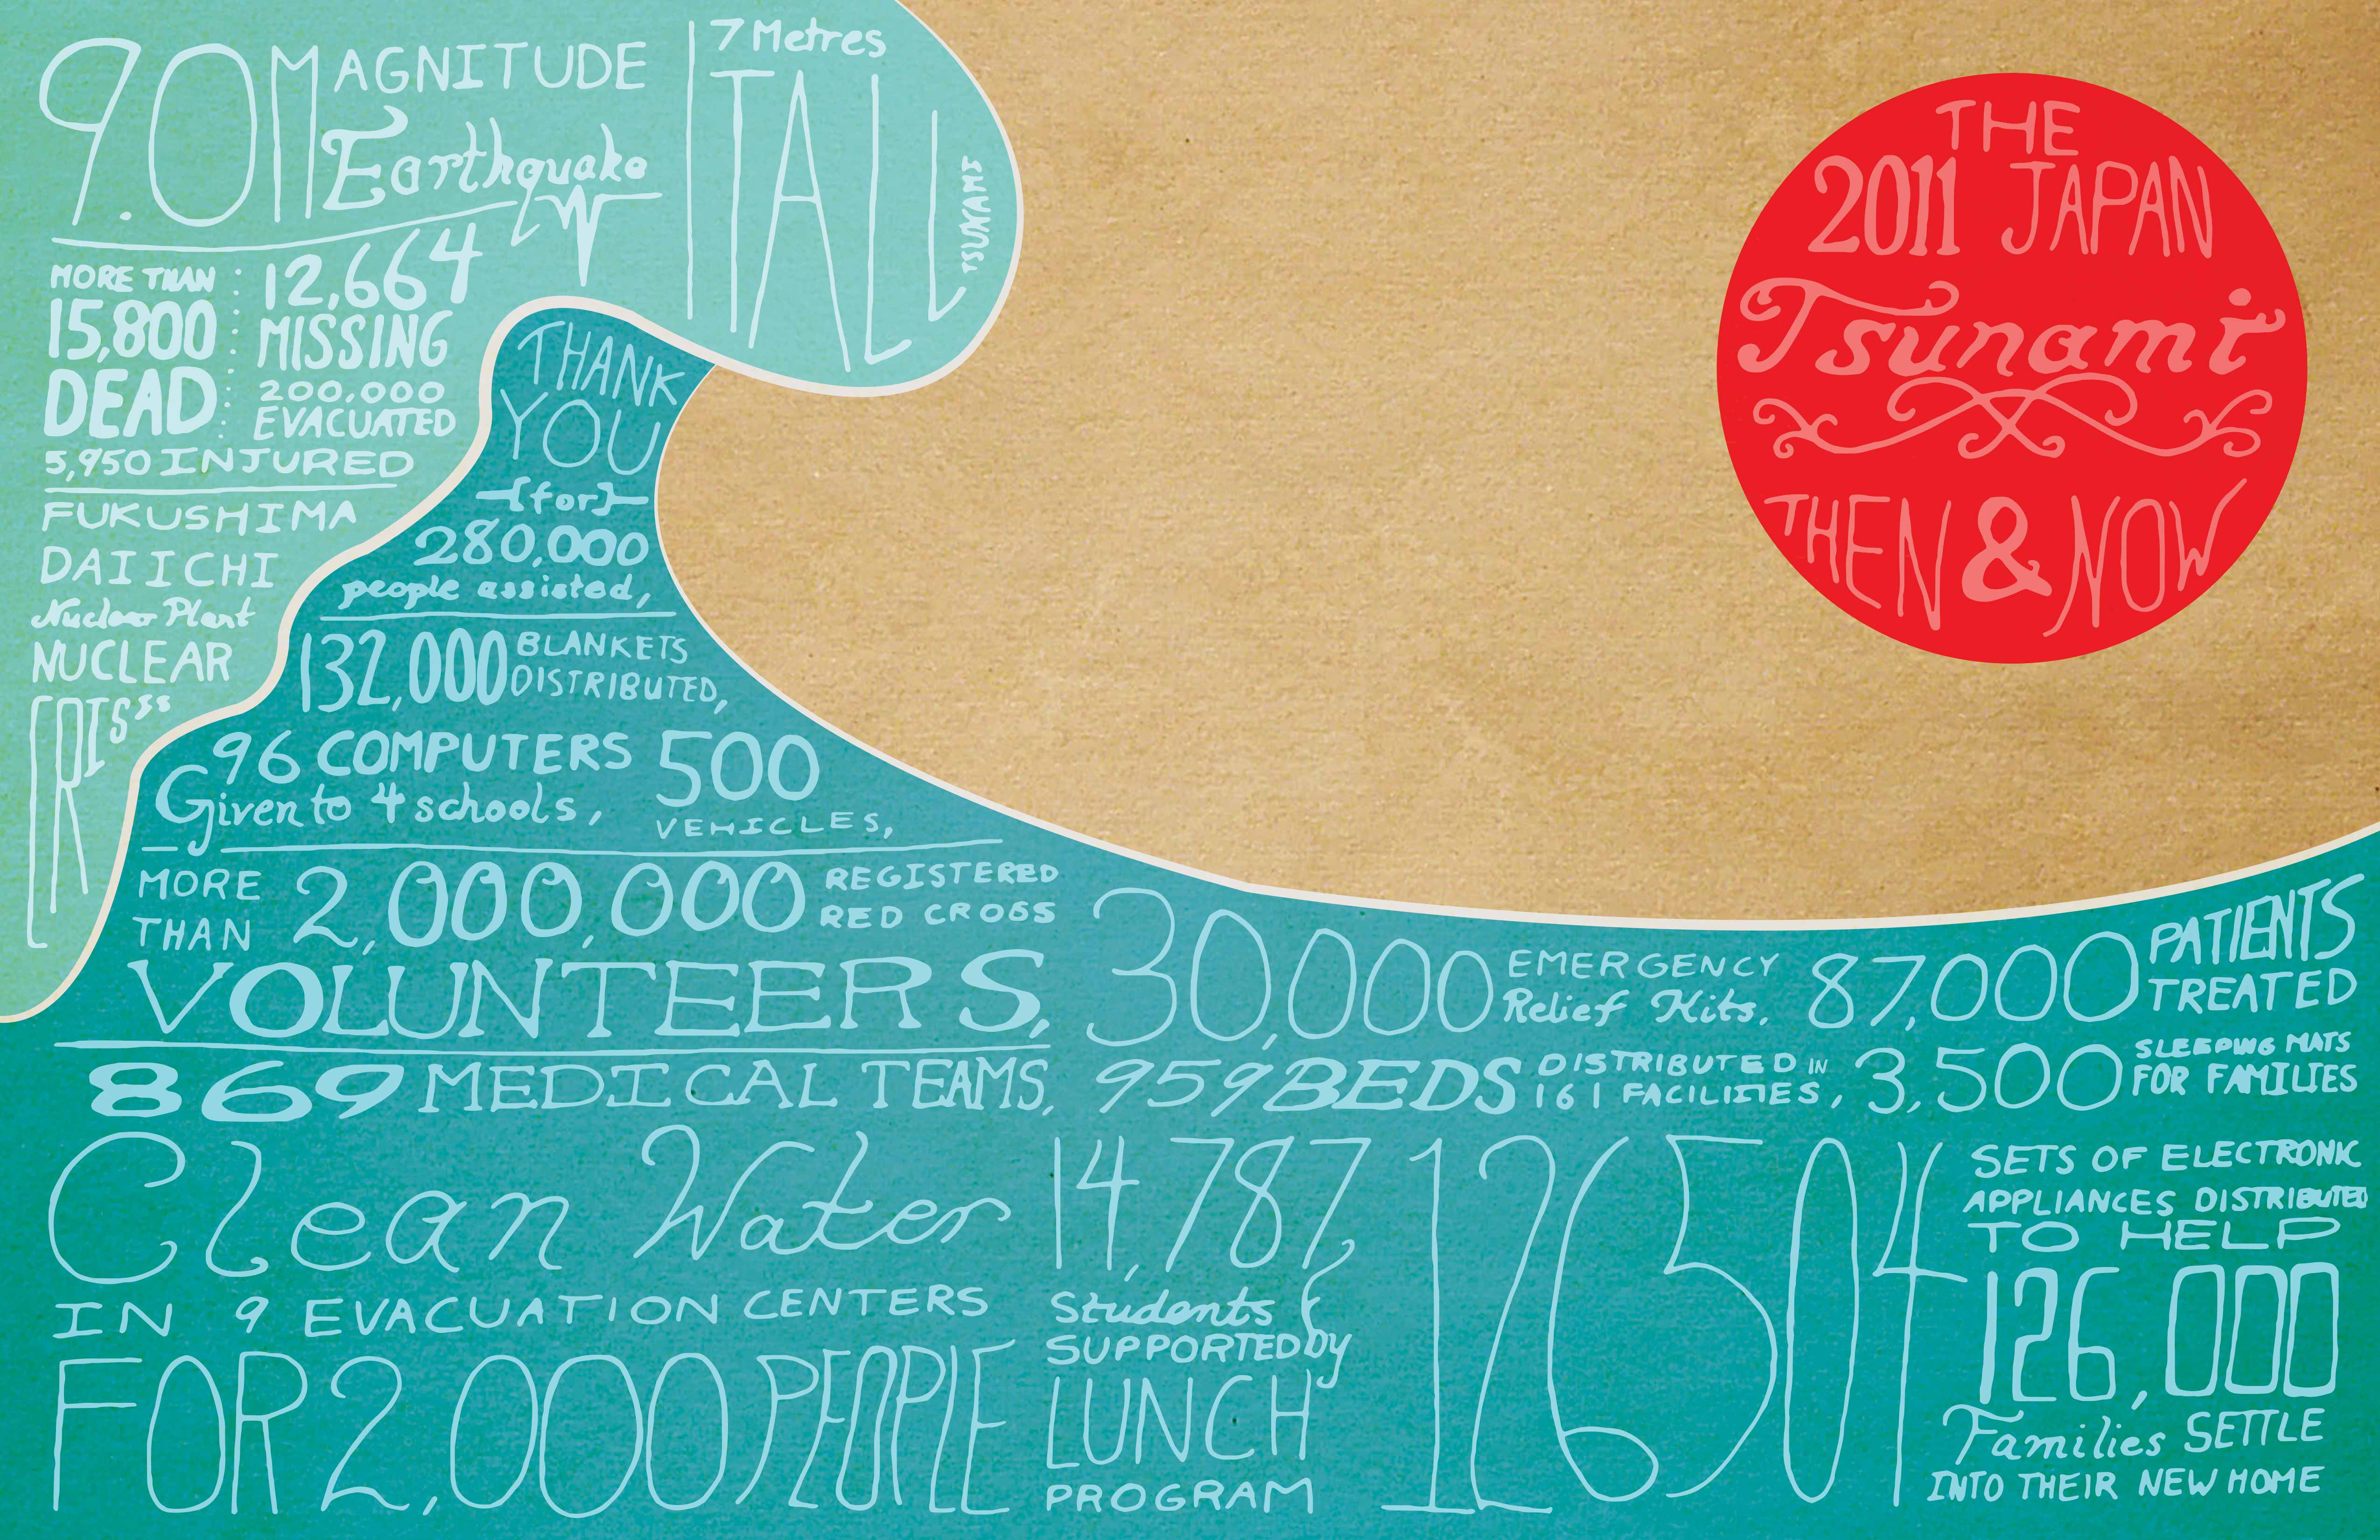 9.0 MAGNITUDE
Earthquake
7 Metres
TALL
TSUNAMI
MORE THAN
15,800
DEAD
12,664
MISSING
200,000
EVACUATED
5,950 INJURED
FUKUSHIMA
DAIICHI
Nuclear Plant
NUCLEAR
CRISIS
THE
2011 JAPAN
Tsunami
THEN & NOW
THANK
YOU
{for}
280,000
people assisted,
132,000 BLANKETS
DISTRIBUTED,
96 COMPUTERS
Given to 4 schools,
500
VEHICLES,
MORE
THAN
2,000,000
REGISTERED
RED CROSS
VOLUNTEERS,
869 MEDICAL TEAMS,
30,000
EMERGENCY
Relief Kits,
87,000
PATIENTS
TREATED
959 BEDS
DISTRIBUTED IN
161 FACILITIES,
3,500
SLEEPING MATS
FOR FAMILIES
Clean Water
IN 9 EVACUATION CENTERS
FOR 2,000 PEOPLE
14,787
Students
SUPPORTED by
LUNCH
PROGRAM
126504
SETS OF ELECTRONIC
APPLIANCES DISTRIBUTED
TO HELP
126,000
Families SETTLE
INTO THEIR NEW HOME